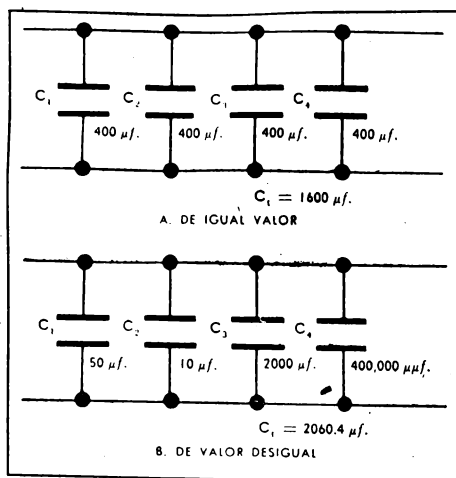 C₁ C₂ C₁ C₄
400 μf. 400 μf. 400 μf. 400 μf.
Cₜ = 1600 μf.
A. DE IGUAL VALOR
C₁ C₂ C₃ C₄
50 μf. 10 μf. 2000 μf. 400,000 μμf.
Cₜ = 2060.4 μf.
B. DE VALOR DESIGUAL